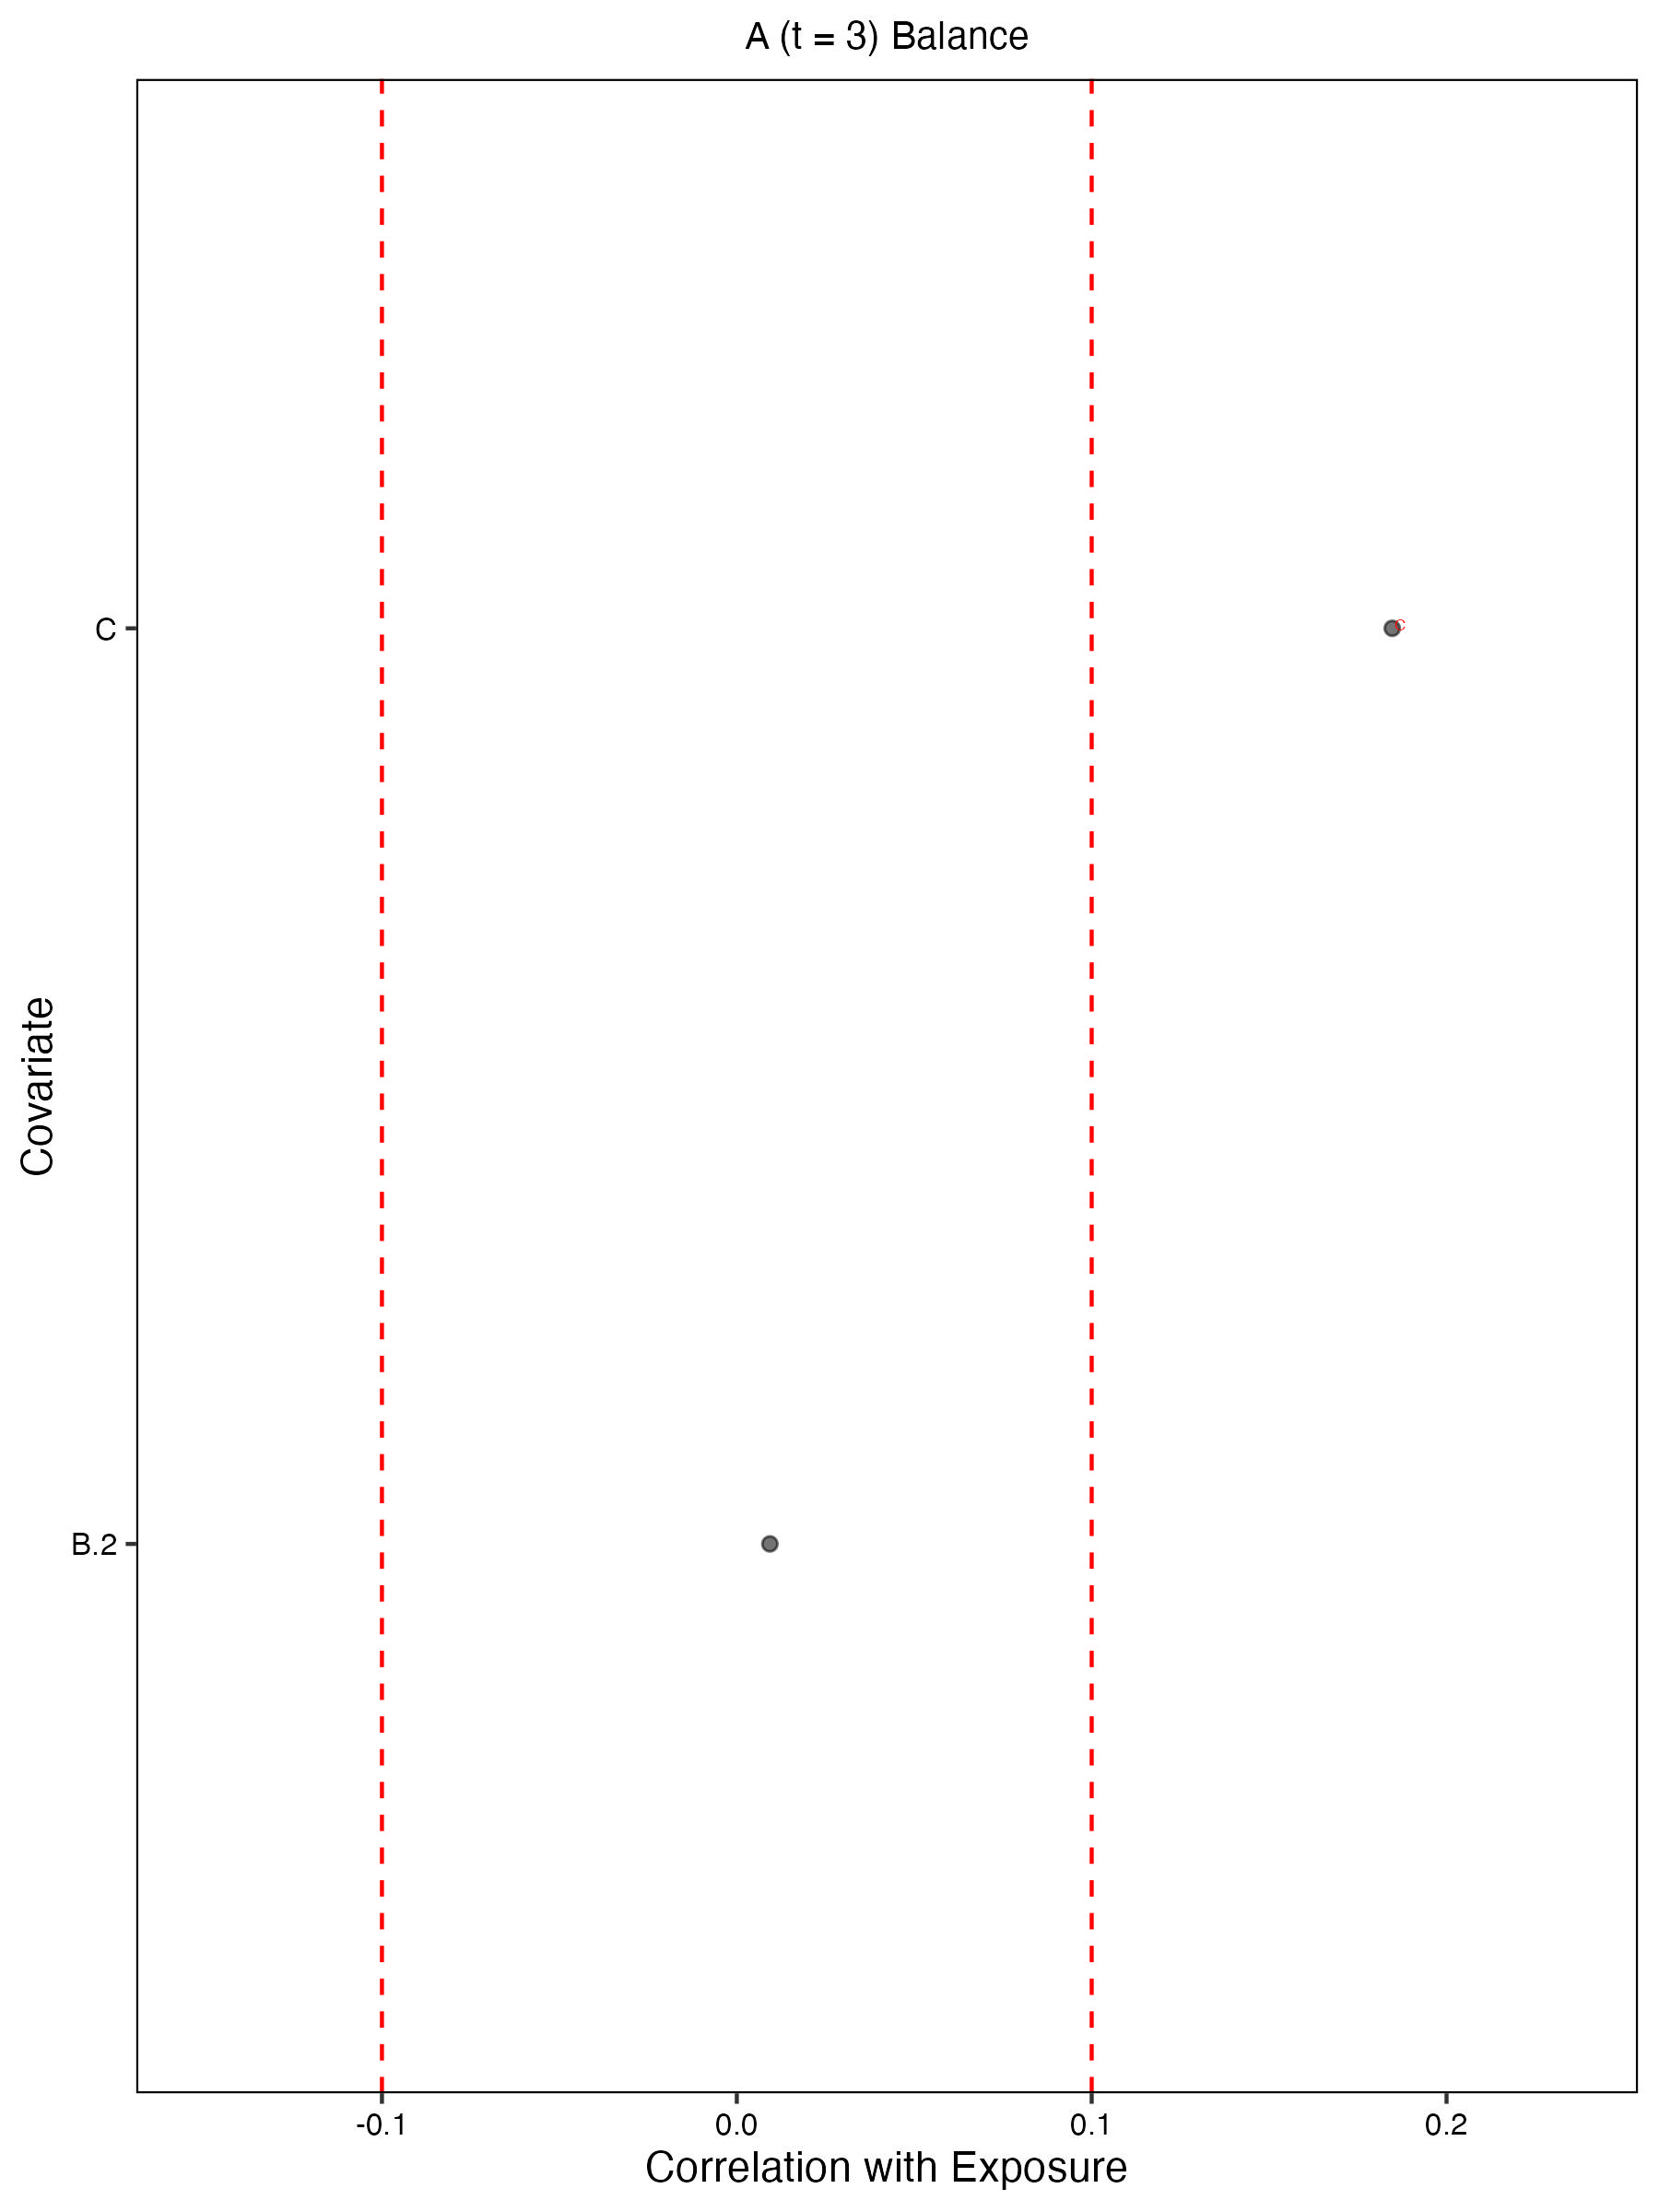 A (t = 3) Balance
C
C
B.2
Covariate
-0.1
0.0
0.1
0.2
Correlation with Exposure